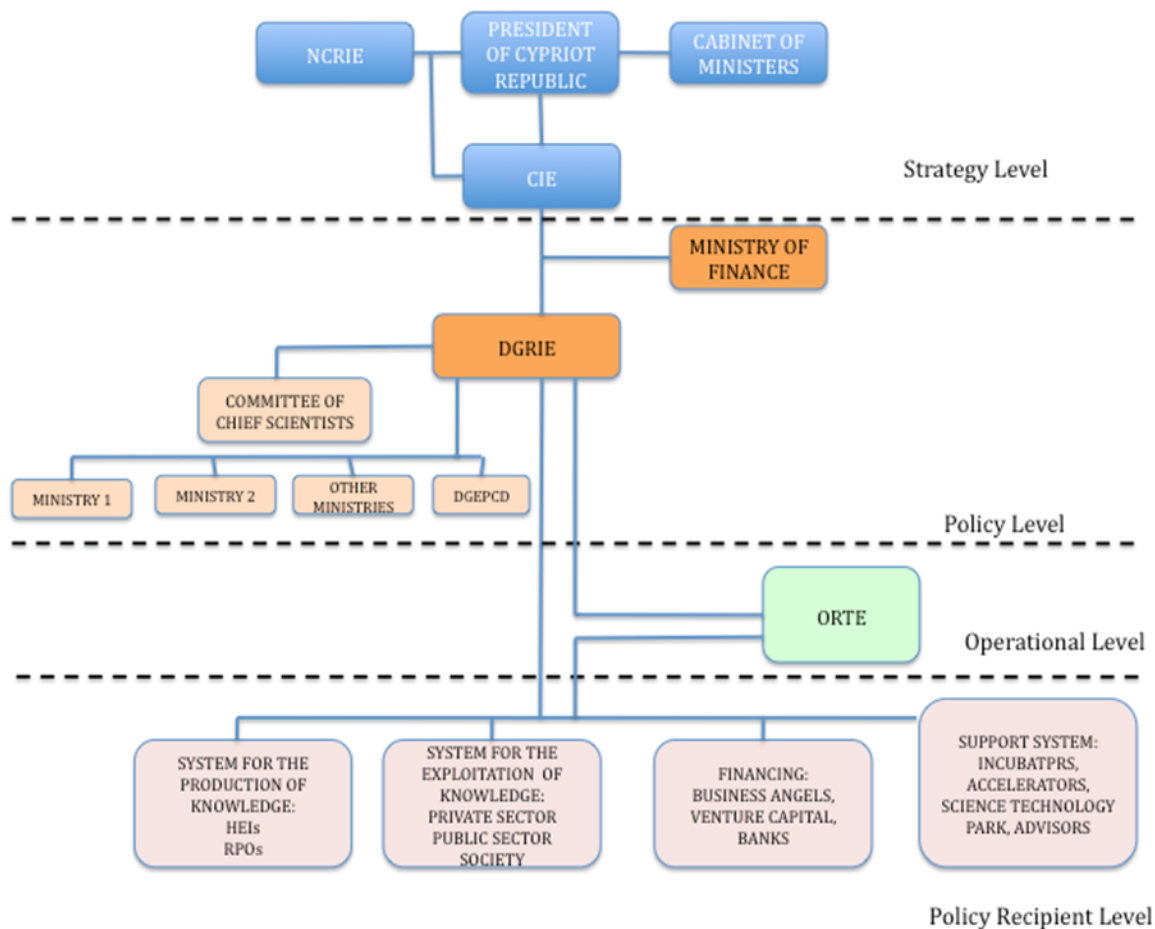 NCRIE
PRESIDENT
OF CYPRIOT
REPUBLIC
CABINET OF
MINISTERS
CIE
Strategy Level
MINISTRY OF
FINANCE
DGRIE
COMMITTEE OF
CHIEF SCIENTISTS
MINISTRY 1
MINISTRY 2
OTHER
MINISTRIES
DGEPCD
Policy Level
ORTE
Operational Level
SYSTEM FOR THE
PRODUCTION OF
KNOWLEDGE:
HEIs
RPOs
SYSTEM FOR THE
EXPLOITATION OF
KNOWLEDGE:
PRIVATE SECTOR
PUBLIC SECTOR
SOCIETY
FINANCING:
BUSINESS ANGELS,
VENTURE CAPITAL,
BANKS
SUPPORT SYSTEM:
INCUBATPRS,
ACCELERATORS,
SCIENCE TECHNOLOGY
PARK, ADVISORS
Policy Recipient Level